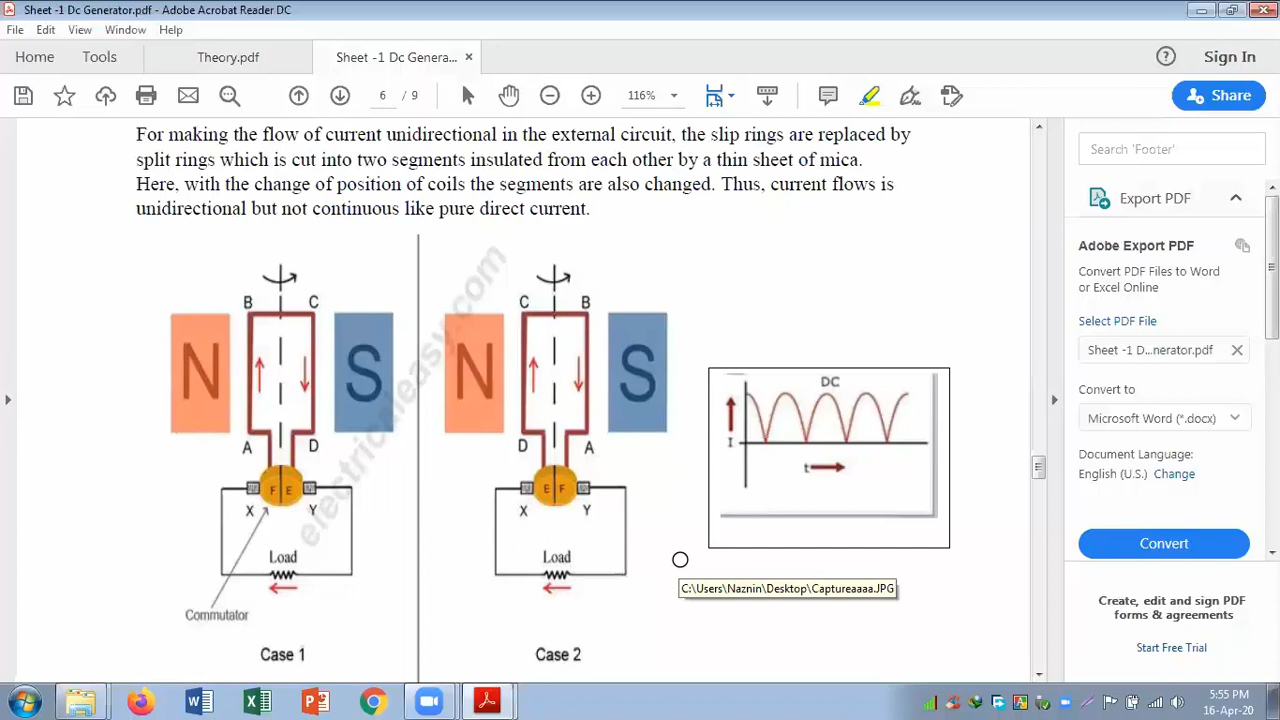 Sheet -1 Dc Generator.pdf - Adobe Acrobat Reader DC
File Edit View Window Help
Home Tools Theory.pdf Sheet -1 Dc Genera... × Sign In
6 / 9 116% Share
For making the flow of current unidirectional in the external circuit, the slip rings are replaced by
split rings which is cut into two segments insulated from each other by a thin sheet of mica.
Here, with the change of position of coils the segments are also changed. Thus, current flows is
unidirectional but not continuous like pure direct current.
B C
N S
A D
F E
X Y
Load
Commutator
Case 1
C B
N S
D A
E F
X Y
Load
Case 2
electricaleasy.com
DC
I
t
C:\Users\Naznin\Desktop\Captureaaaa.JPG
Search 'Footer'
Export PDF
Adobe Export PDF
Convert PDF Files to Word
or Excel Online
Select PDF File
Sheet -1 D...nerator.pdf
Convert to
Microsoft Word (*.docx)
Document Language:
English (U.S.) Change
Convert
Create, edit and sign PDF
forms & agreements
Start Free Trial
5:55 PM
16-Apr-20